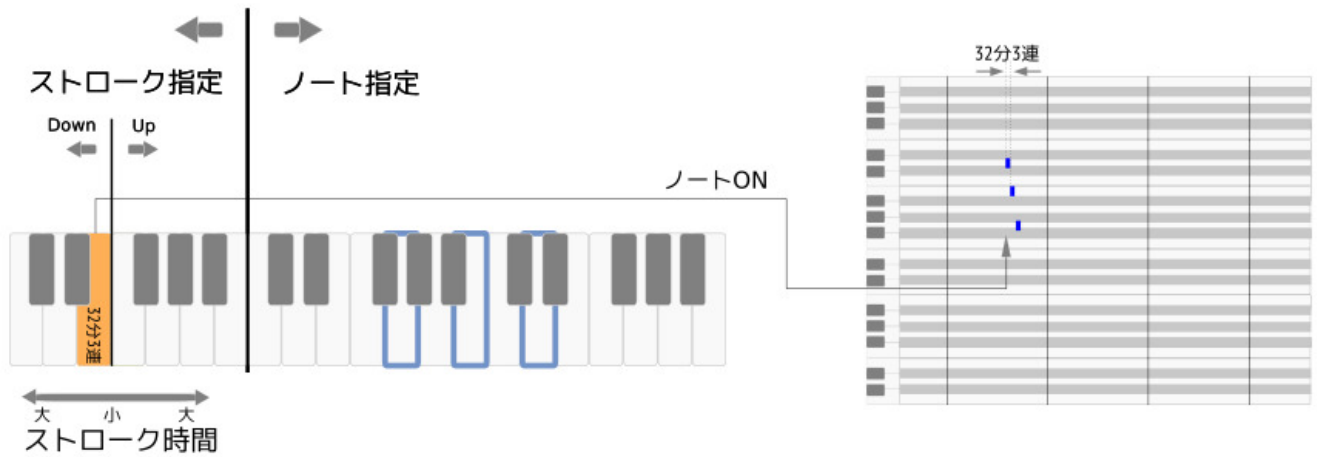 ストローク指定
ノート指定
Down
Up
32分3連
ノートON
32分3連
大
小
大
ストローク時間